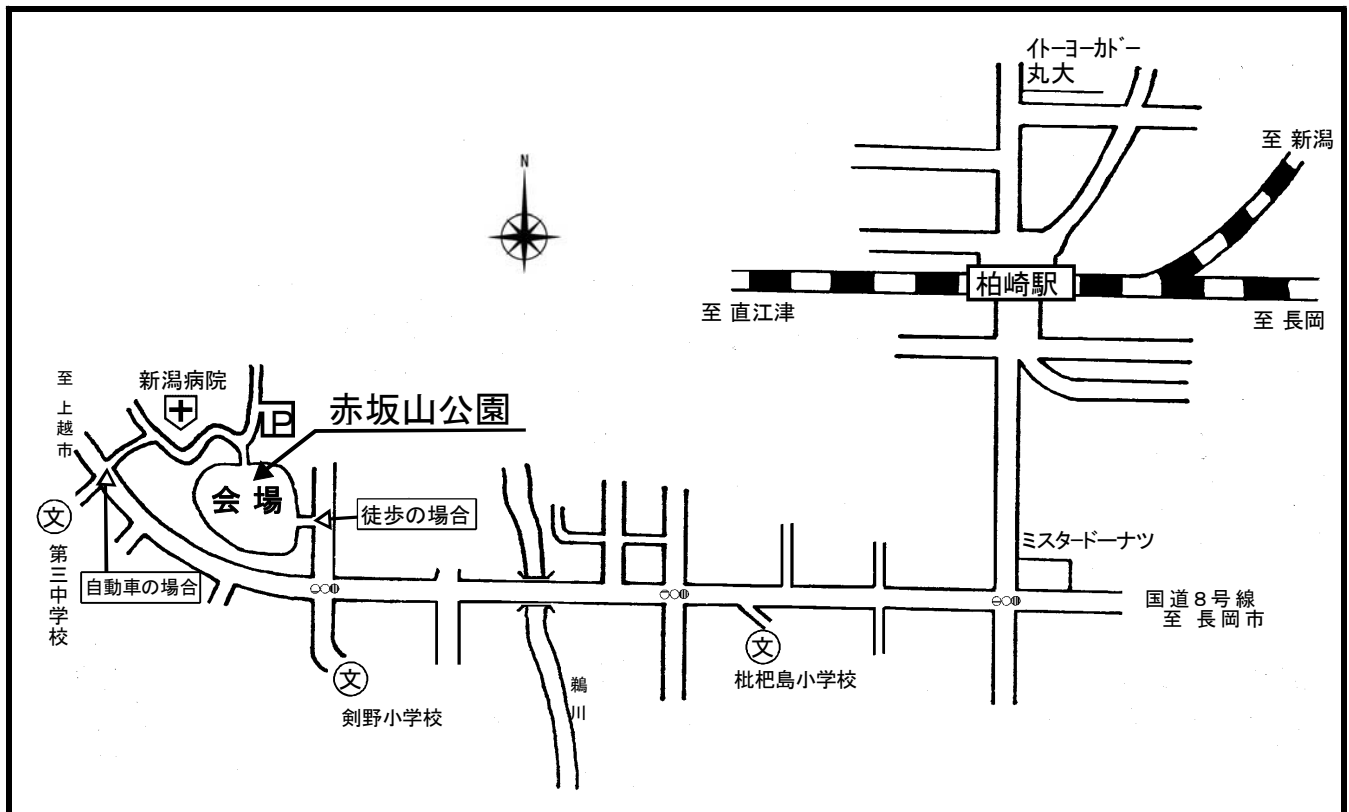 イトーヨーカドー
丸大
至 新潟
N
柏崎駅
至 直江津
至 長岡
至 上越市
新潟病院
P
赤坂山公園
会場
徒歩の場合
文
第三中学校
自動車の場合
ミスタードーナツ
国道8号線
至 長岡市
文
枇杷島小学校
文
剣野小学校
鵜川